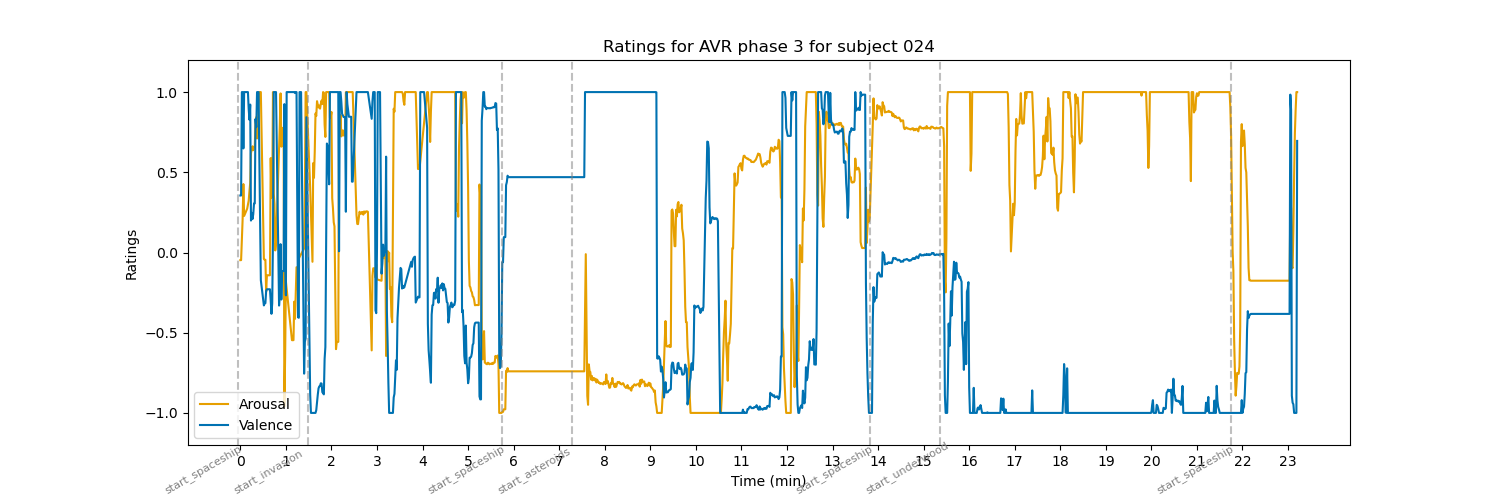 Ratings for AVR phase 3 for subject 024
Ratings
1.0
0.5
0.0
−0.5
−1.0
Arousal
Valence
0 1 2 3 4 5 6 7 8 9 10 11 12 13 14 15 16 17 18 19 20 21 22 23
start_spaceship start_invasion start_spaceship start_asteroids start_spaceship start_underwood start_spaceship
Time (min)